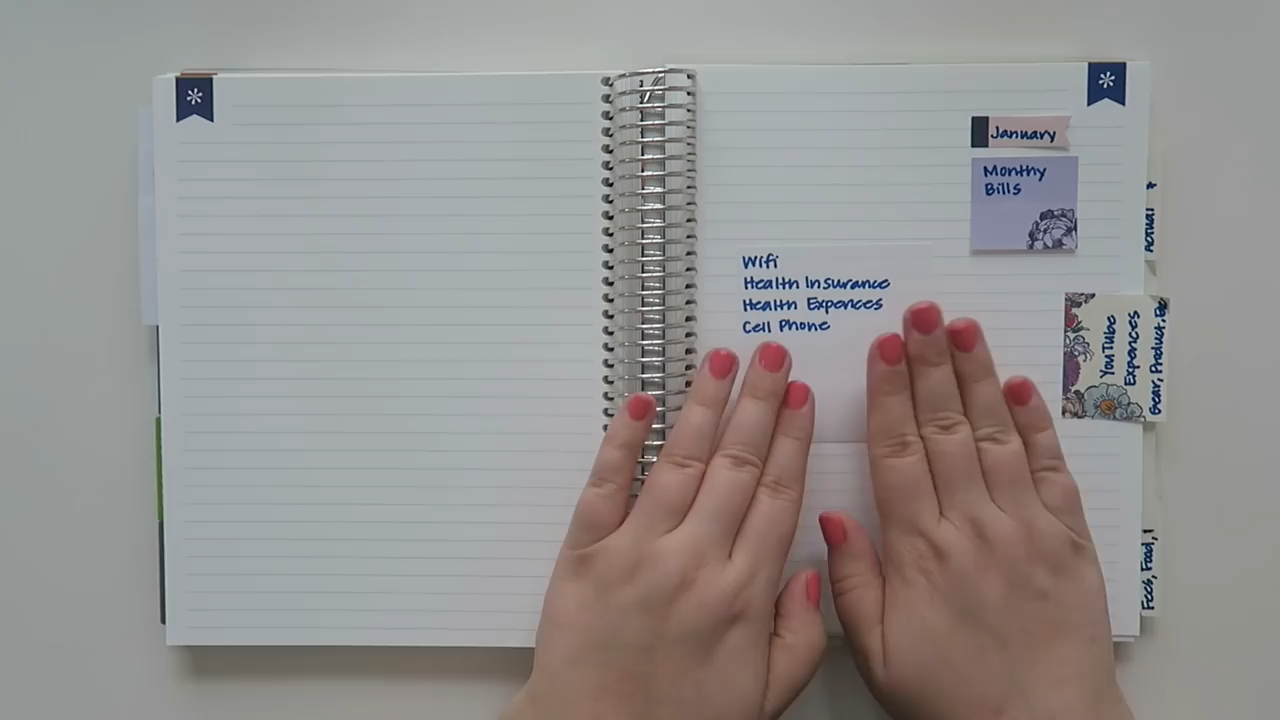 *
*
January
Monthy
Bills
Wifi
Health Insurance
Health Expences
Cell Phone
Actual
YouTube
Expences
Gear, Product,
Fees, Food,